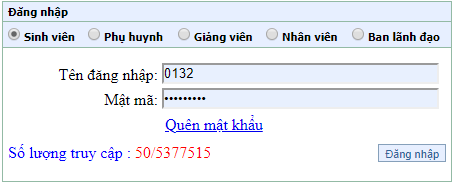 Đăng nhập
Sinh viên Phụ huynh Giảng viên Nhân viên Ban lãnh đạo
Tên đăng nhập: 0132
Mật mã: •••••••••
Quên mật khẩu
Số lượng truy cập : 50/5377515 Đăng nhập